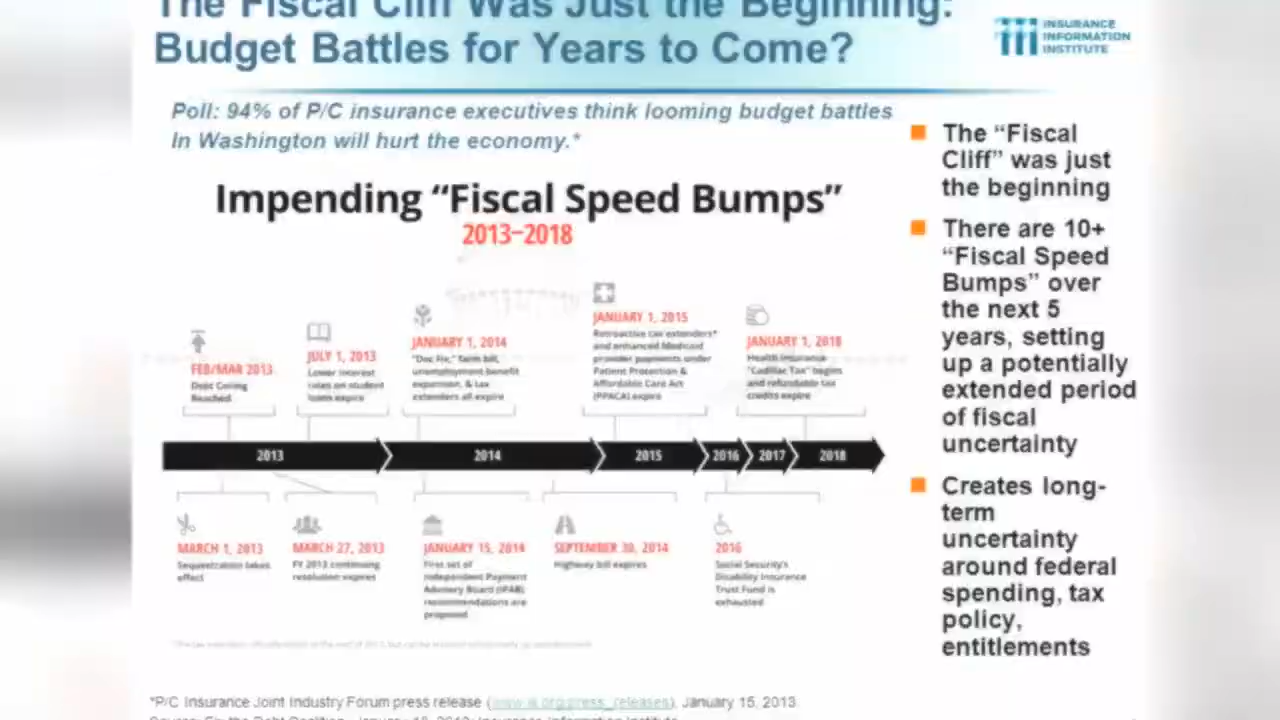 The Fiscal Cliff Was Just the Beginning:
Budget Battles for Years to Come?
INSURANCE
INFORMATION
INSTITUTE
Poll: 94% of P/C insurance executives think looming budget battles
In Washington will hurt the economy.*
Impending “Fiscal Speed Bumps”
2013–2018
FEB/MAR 2013
Debt Ceiling
Reached
JULY 1, 2013
Lower interest
rates on student
loans expire
JANUARY 1, 2014
"Doc Fix," farm bill,
unemployment benefit
expansion, & tax
extenders all expire
JANUARY 1, 2015
Retroactive tax extenders*
and enhanced Medicaid
provider payments under
Patient Protection &
Affordable Care Act
(PPACA) expire
JANUARY 1, 2018
Health insurance
"Cadillac Tax" begins
and refundable tax
credits expire
2013
2014
2015
2016
2017
2018
MARCH 1, 2013
Sequestration takes
effect
MARCH 27, 2013
FY 2013 continuing
resolution expires
JANUARY 15, 2014
First set of
Independent Payment
Advisory Board (IPAB)
recommendations are
proposed
SEPTEMBER 30, 2014
Highway bill expires
2016
Social Security's
Disability Insurance
Trust Fund is
exhausted
The “Fiscal
Cliff” was just
the beginning
There are 10+
“Fiscal Speed
Bumps” over
the next 5
years, setting
up a potentially
extended period
of fiscal
uncertainty
Creates long-
term
uncertainty
around federal
spending, tax
policy,
entitlements
*P/C Insurance Joint Industry Forum press release (www.iii.org/press_releases), January 15, 2013